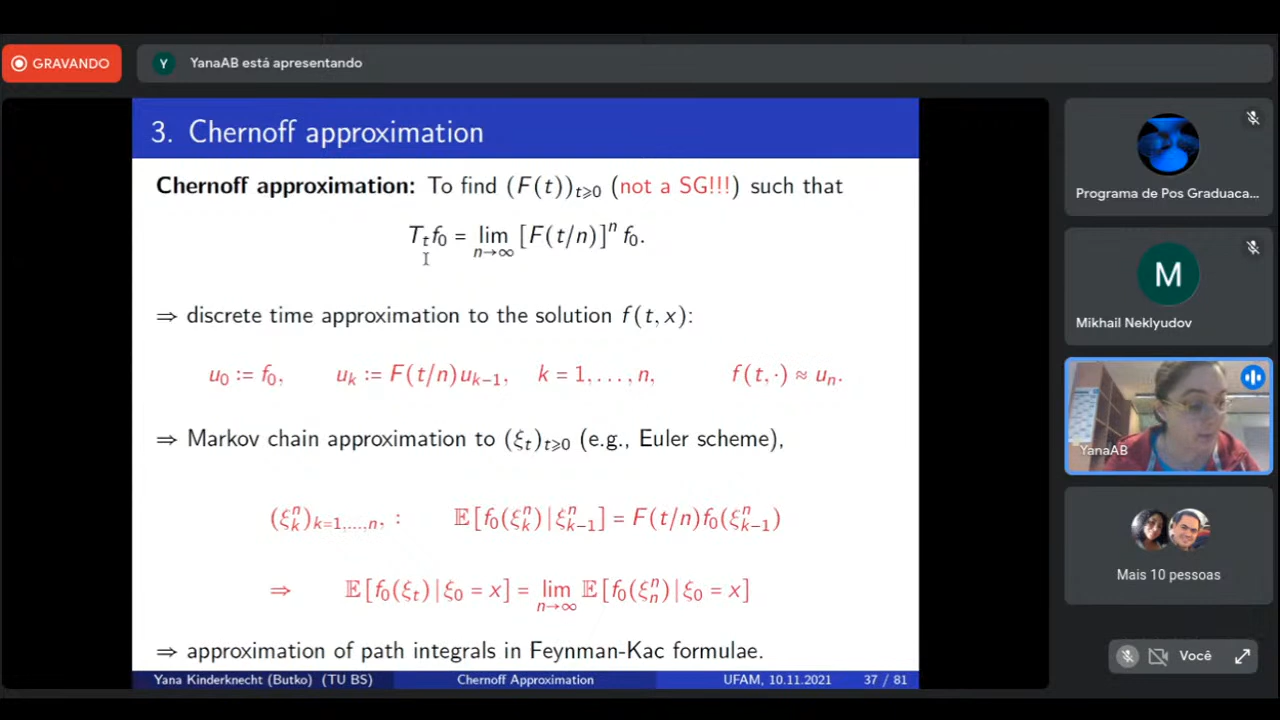 GRAVANDO
Y YanaAB está apresentando
3. Chernoff approximation
Chernoff approximation: To find (F(t))_{t⩾0} (not a SG!!!) such that
T_t f_0 = lim_{n→∞} [F(t/n)]^n f_0.
⇒ discrete time approximation to the solution f(t, x):
u_0 := f_0, u_k := F(t/n)u_{k−1}, k = 1, . . . , n, f(t, ·) ≈ u_n.
⇒ Markov chain approximation to (ξ_t)_{t⩾0} (e.g., Euler scheme),
(ξ^n_k)_{k=1,...,n}, : 𝔼[f_0(ξ^n_k) | ξ^n_{k−1}] = F(t/n)f_0(ξ^n_{k−1})
⇒ 𝔼[f_0(ξ_t) | ξ_0 = x] = lim_{n→∞} 𝔼[f_0(ξ^n_n) | ξ_0 = x]
⇒ approximation of path integrals in Feynman-Kac formulae.
Yana Kinderknecht (Butko) (TU BS) Chernoff Approximation UFAM, 10.11.2021 37 / 81
Programa de Pos Graduaca...
M
Mikhail Neklyudov
YanaAB
Mais 10 pessoas
Você